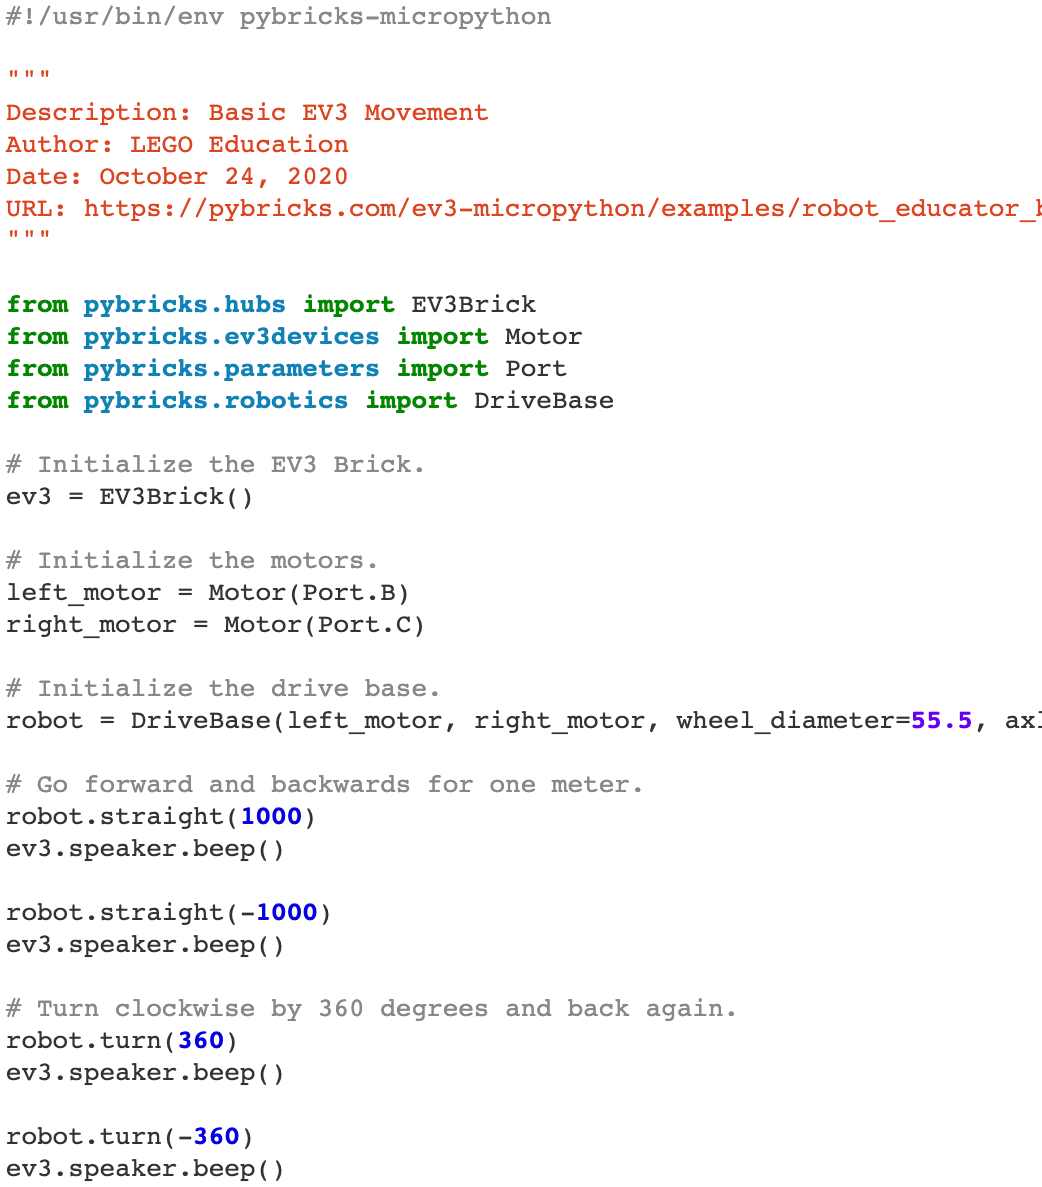 #!/usr/bin/env pybricks-micropython
"""
Description: Basic EV3 Movement
Author: LEGO Education
Date: October 24, 2020
URL: https://pybricks.com/ev3-micropython/examples/robot_educator_b
"""
from pybricks.hubs import EV3Brick
from pybricks.ev3devices import Motor
from pybricks.parameters import Port
from pybricks.robotics import DriveBase
# Initialize the EV3 Brick.
ev3 = EV3Brick()
# Initialize the motors.
left_motor = Motor(Port.B)
right_motor = Motor(Port.C)
# Initialize the drive base.
robot = DriveBase(left_motor, right_motor, wheel_diameter=55.5, ax
# Go forward and backwards for one meter.
robot.straight(1000)
ev3.speaker.beep()
robot.straight(-1000)
ev3.speaker.beep()
# Turn clockwise by 360 degrees and back again.
robot.turn(360)
ev3.speaker.beep()
robot.turn(-360)
ev3.speaker.beep()